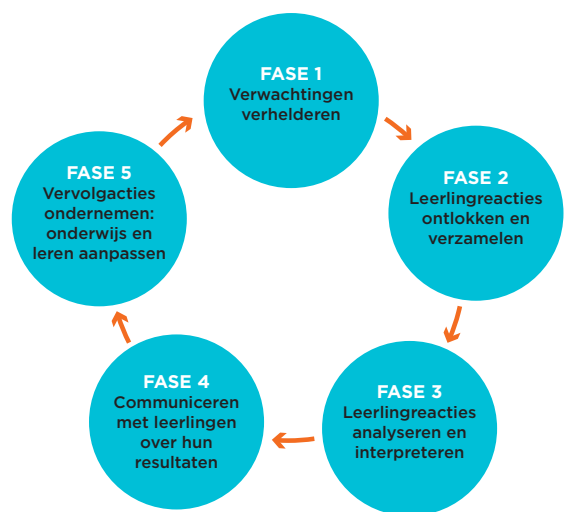 FASE 1
Verwachtingen
verhelderen
FASE 2
Leerlingreacties
ontlokken en
verzamelen
FASE 3
Leerlingreacties
analyseren en
interpreteren
FASE 4
Communiceren
met leerlingen
over hun
resultaten
FASE 5
Vervolgacties
ondernemen:
onderwijs en
leren aanpassen